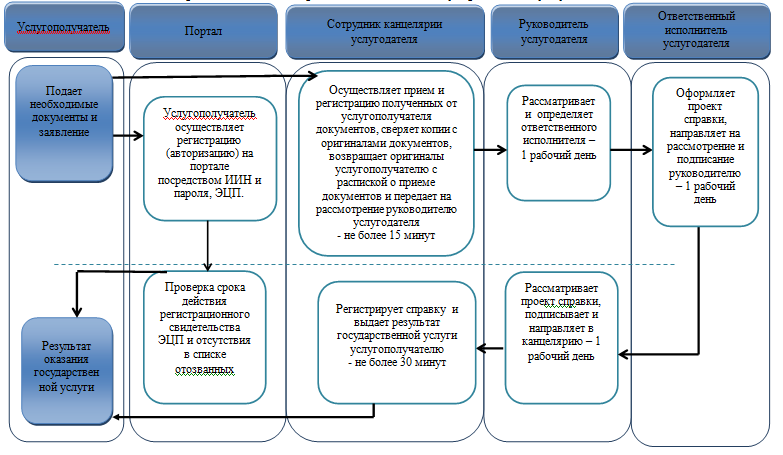 Услугополучатель
Портал
Сотрудник канцелярии
услугодателя
Руководитель
услугодателя
Ответственный
исполнитель
услугодателя
Подает
необходимые
документы и
заявление
Услугополучатель
осуществляет
регистрацию
(авторизацию) на
портале
посредством ИИН и
пароля, ЭЦП.
Осуществляет прием и
регистрацию полученных от
услугополучателя
документов, сверяет копии с
оригиналами документов,
возвращает оригиналы
услугополучателю с
распиской о приеме
документов и передает на
рассмотрение руководителю
услугодателя
- не более 15 минут
Рассматривает
и определяет
ответственного
исполнителя –
1 рабочий день
Оформляет
проект
справки,
направляет на
рассмотрение и
подписание
руководителю
– 1 рабочий
день
Результат
оказания
государствен
ной услуги
Проверка срока
действия
регистрационного
свидетельства
ЭЦП и отсутствия
в списке
отозванных
Регистрирует справку и
выдает результат
государственной услуги
услугополучателю
- не более 30 минут
Рассматривает
проект справки,
подписывает и
направляет в
канцелярию – 1
рабочий день